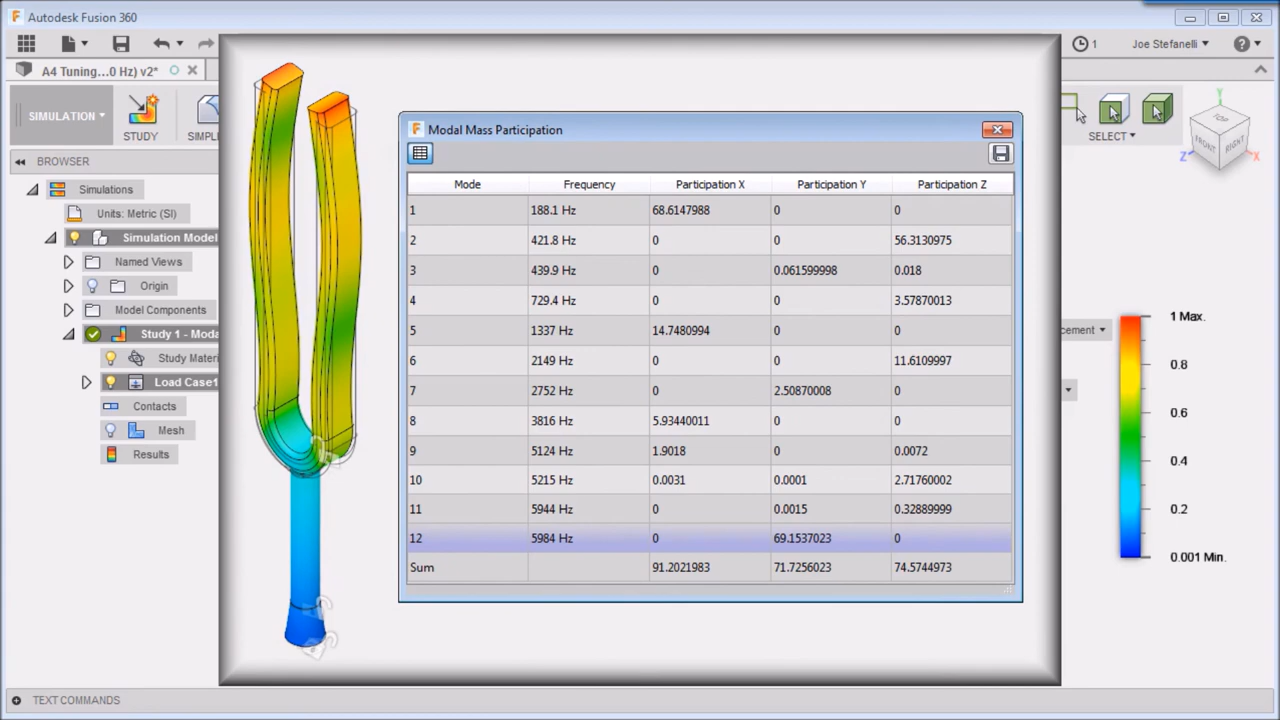 Autodesk Fusion 360
1
Joe Stefanelli
A4 Tuning...0 Hz) v2*
SIMULATION
STUDY
SIMPL
SELECT
TOP
FRONT
RIGHT
Y
Z
X
BROWSER
Simulations
Units: Metric (SI)
Simulation Model
Named Views
Origin
Model Components
Study 1 - Moda
Study Materi
Load Case1
Contacts
Mesh
Results
Modal Mass Participation
Mode Frequency Participation X Participation Y Participation Z
1 188.1 Hz 68.6147988 0 0
2 421.8 Hz 0 0 56.3130975
3 439.9 Hz 0 0.061599998 0.018
4 729.4 Hz 0 0 3.57870013
5 1337 Hz 14.7480994 0 0
6 2149 Hz 0 0 11.6109997
7 2752 Hz 0 2.50870008 0
8 3816 Hz 5.93440011 0 0
9 5124 Hz 1.9018 0 0.0072
10 5215 Hz 0.0031 0.0001 2.71760002
11 5944 Hz 0 0.0015 0.32889999
12 5984 Hz 0 69.1537023 0
Sum 91.2021983 71.7256023 74.5744973
cement
1 Max.
0.8
0.6
0.4
0.2
0.001 Min.
TEXT COMMANDS